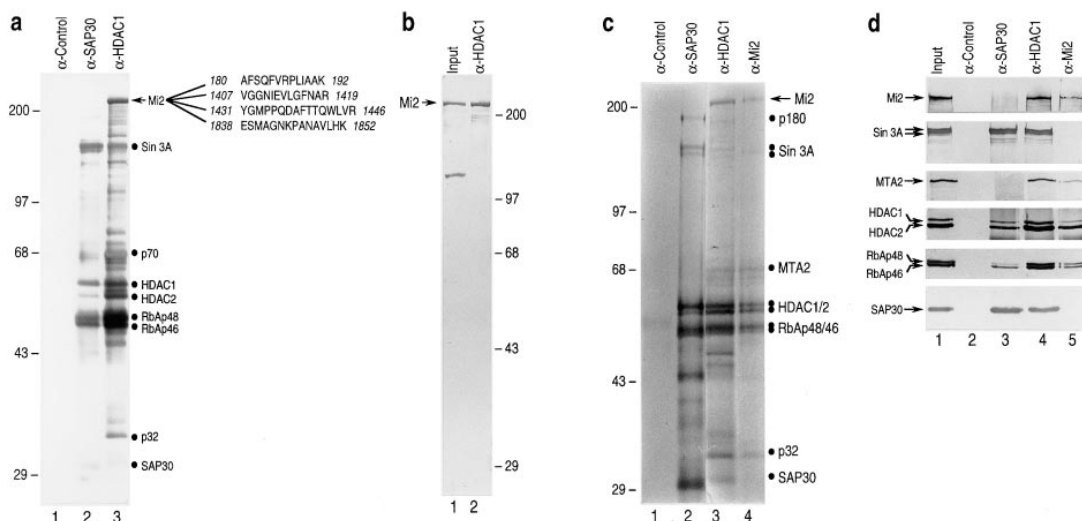 a
α-Control
α-SAP30
α-HDAC1
200 –
97 –
68 –
43 –
29 –
Mi2
180 AFSQFVRPLIAAK 192
1407 VGGNIEVLGFNAR 1419
1431 YGMPPQDAFTTQWLVR 1446
1838 ESMAGNKPANAVLHK 1852
Sin 3A
p70
HDAC1
HDAC2
RbAp48
RbAp46
p32
SAP30
1 2 3
b
Input
α-HDAC1
Mi2
– 200
– 97
– 68
– 43
– 29
1 2
c
α-Control
α-SAP30
α-HDAC1
α-Mi2
200 –
97 –
68 –
43 –
29 –
Mi2
p180
Sin 3A
MTA2
HDAC1/2
RbAp48/46
p32
SAP30
1 2 3 4
d
Input
α-Control
α-SAP30
α-HDAC1
α-Mi2
Mi2
Sin 3A
MTA2
HDAC1
HDAC2
RbAp48
RbAp46
SAP30
1 2 3 4 5